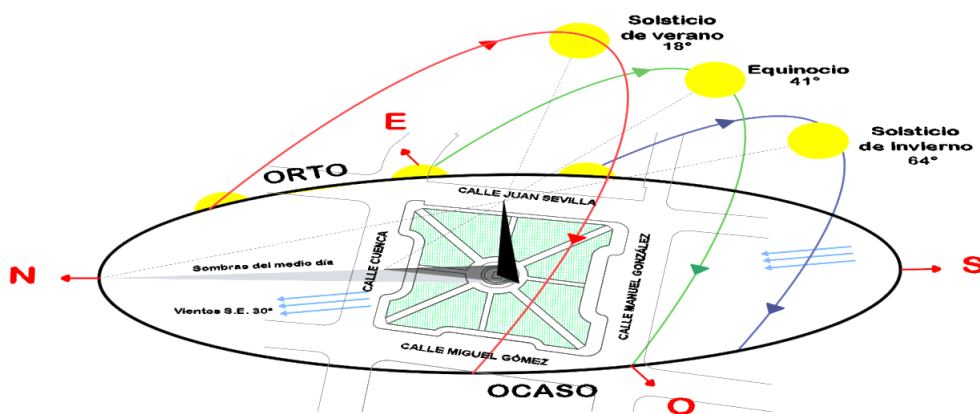 Solsticio
de verano
18°
Equinocio
41°
Solsticio
de invierno
64°
E
ORTO
CALLE JUAN SEVILLA
CALLE CUENCA
CALLE MANUEL GONZÁLEZ
N
Sombras del medio día
S
Vientos S.E. 30°
CALLE MIGUEL GÓMEZ
OCASO
O